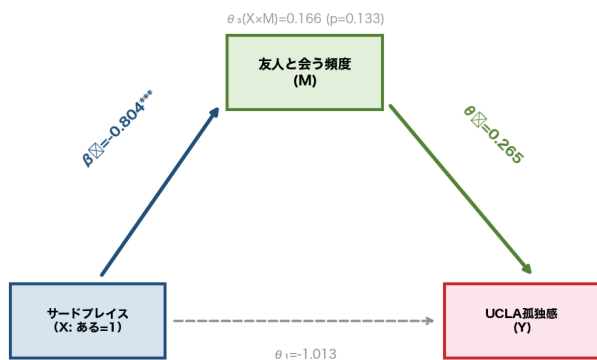 θ₃(X×M)=0.166 (p=0.133)
友人と会う頻度
(M)
β□=-0.804***
θ□=0.265
サードプレイス
(X: ある=1)
UCLA孤独感
(Y)
θ₁=-1.013